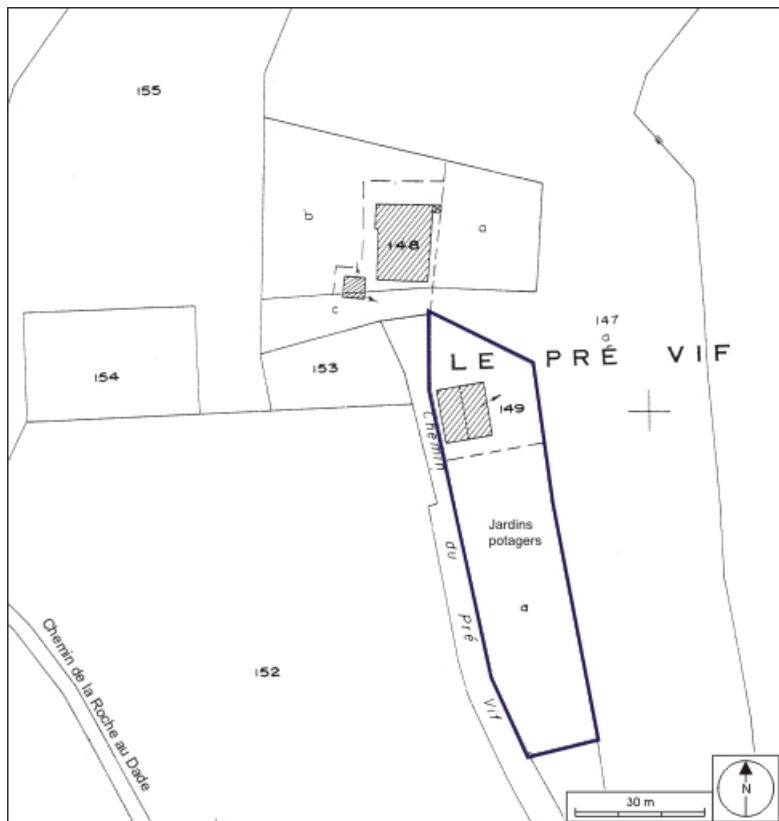 155
b
148
a
c
147
a
LE PRÉ VIF
154
153
149
Chemin du Pré Vif
Jardins
potagers
a
152
Chemin de la Roche au Dade
30 m
N